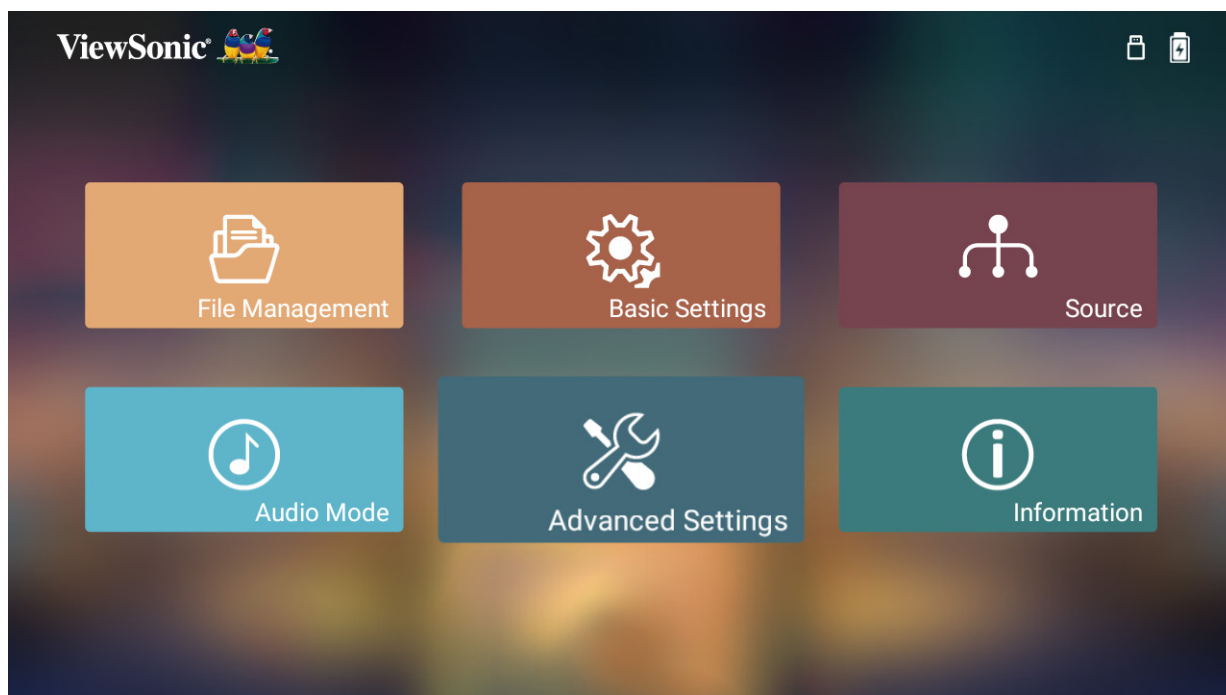 ViewSonic®
File Management
Basic Settings
Source
Audio Mode
Advanced Settings
Information